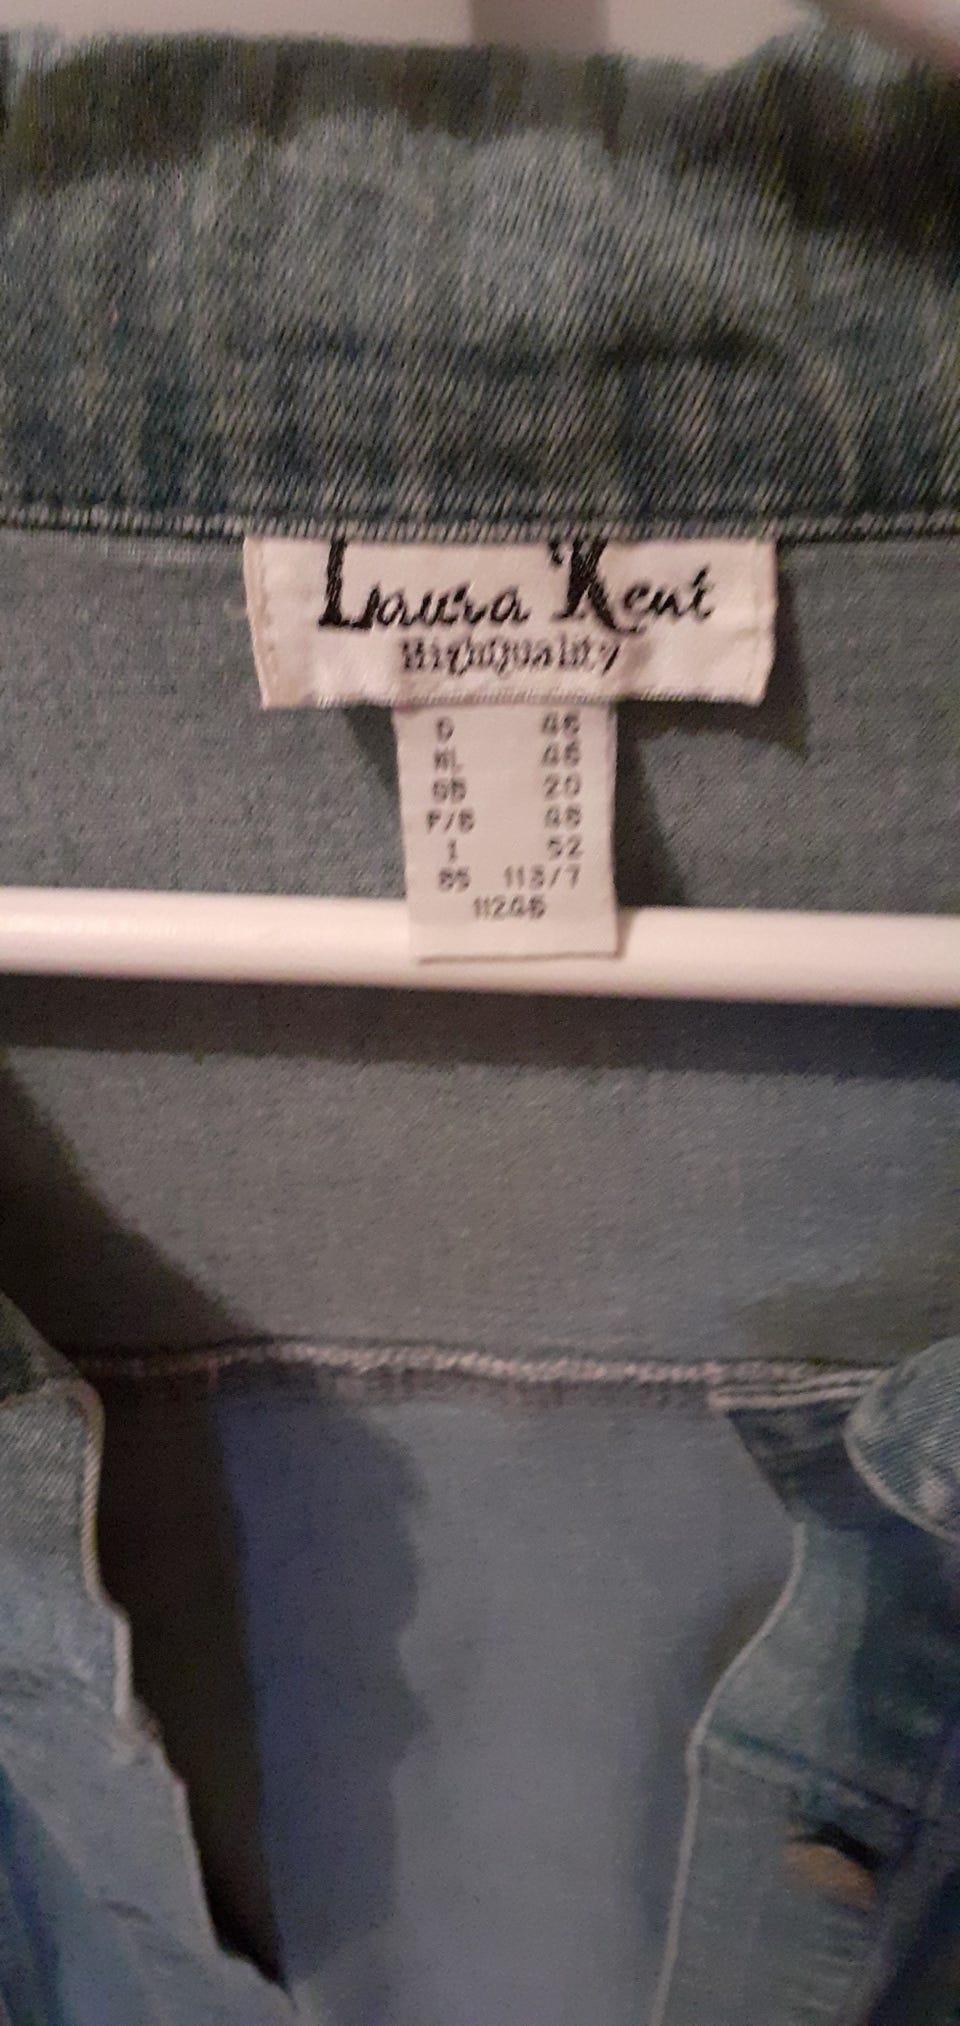 Laura Kent
HighQuality
D 46
NL 46
GB 20
F/B 48
I 52
85 113/7
11246